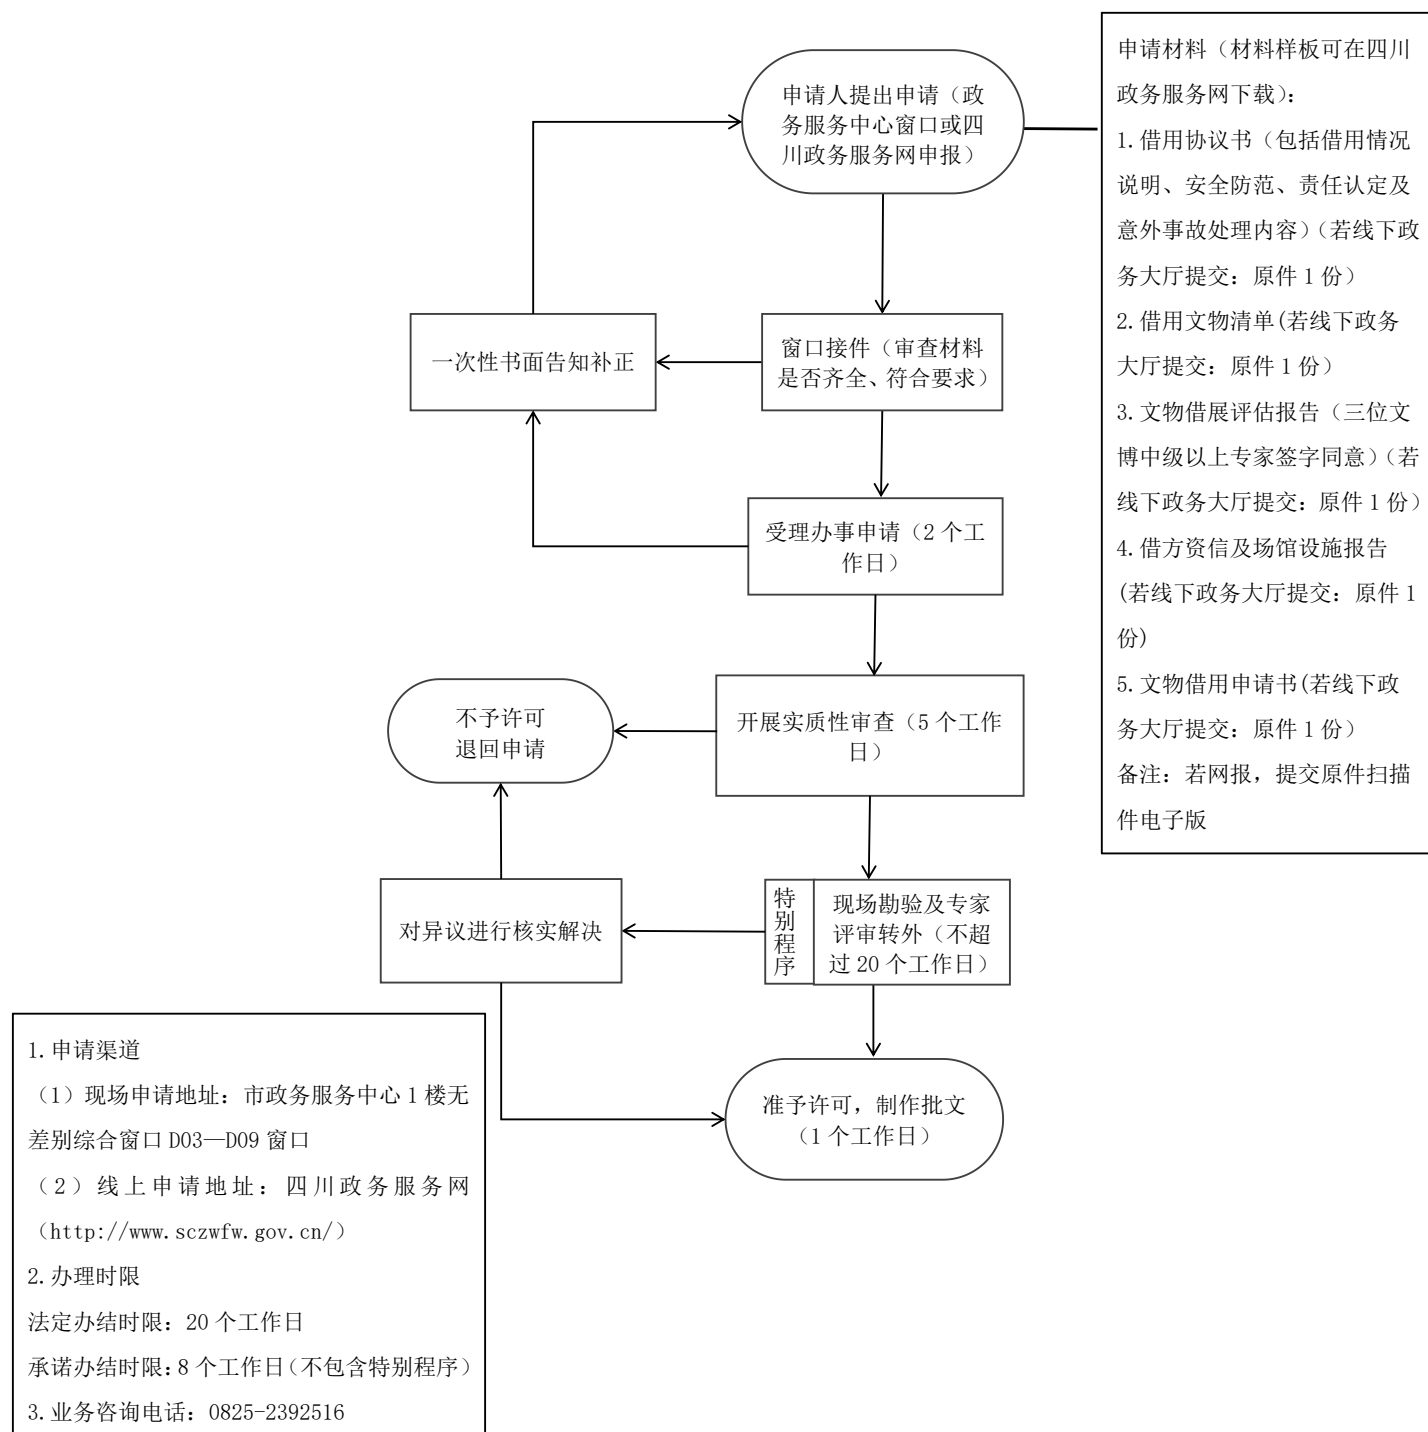 申请人提出申请（政
务服务中心窗口或四
川政务服务网申报）
申请材料（材料样板可在四川
政务服务网下载）：
1.借用协议书（包括借用情况
说明、安全防范、责任认定及
意外事故处理内容）（若线下政
务大厅提交：原件 1 份）
2.借用文物清单(若线下政务
大厅提交：原件 1 份）
3.文物借展评估报告（三位文
博中级以上专家签字同意）（若
线下政务大厅提交：原件 1 份）
4.借方资信及场馆设施报告
(若线下政务大厅提交：原件 1
份)
5.文物借用申请书(若线下政
务大厅提交：原件 1 份）
备注：若网报，提交原件扫描
件电子版
一次性书面告知补正
窗口接件（审查材料
是否齐全、符合要求）
受理办事申请（2 个工
作日）
不予许可
退回申请
开展实质性审查（5 个工作
日）
对异议进行核实解决
特别程序
现场勘验及专家
评审转外（不超
过 20 个工作日）
准予许可，制作批文
（1 个工作日）
1.申请渠道
（1）现场申请地址：市政务服务中心 1 楼无
差别综合窗口 D03—D09 窗口
（2）线上申请地址：四川政务服务网
（http://www.sczwfw.gov.cn/）
2.办理时限
法定办结时限：20 个工作日
承诺办结时限：8 个工作日（不包含特别程序）
3.业务咨询电话：0825-2392516